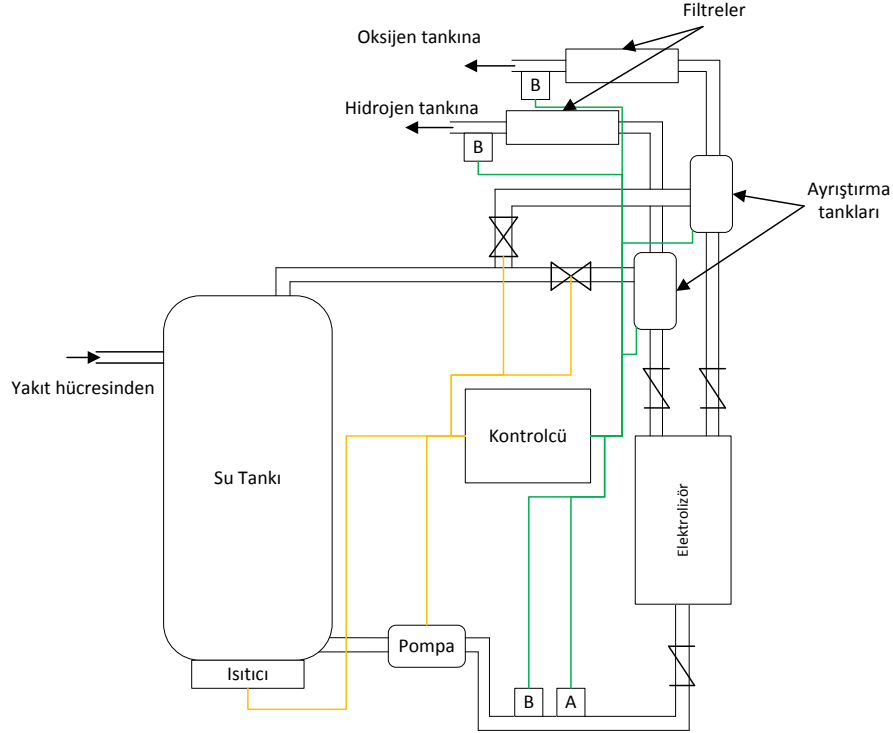 Filtreler
Oksijen tankına
B
Hidrojen tankına
B
Ayrıştırma
tankları
Yakıt hücresinden
Kontrolcü
Su Tankı
Elektrolizör
Pompa
Isıtıcı
B
A